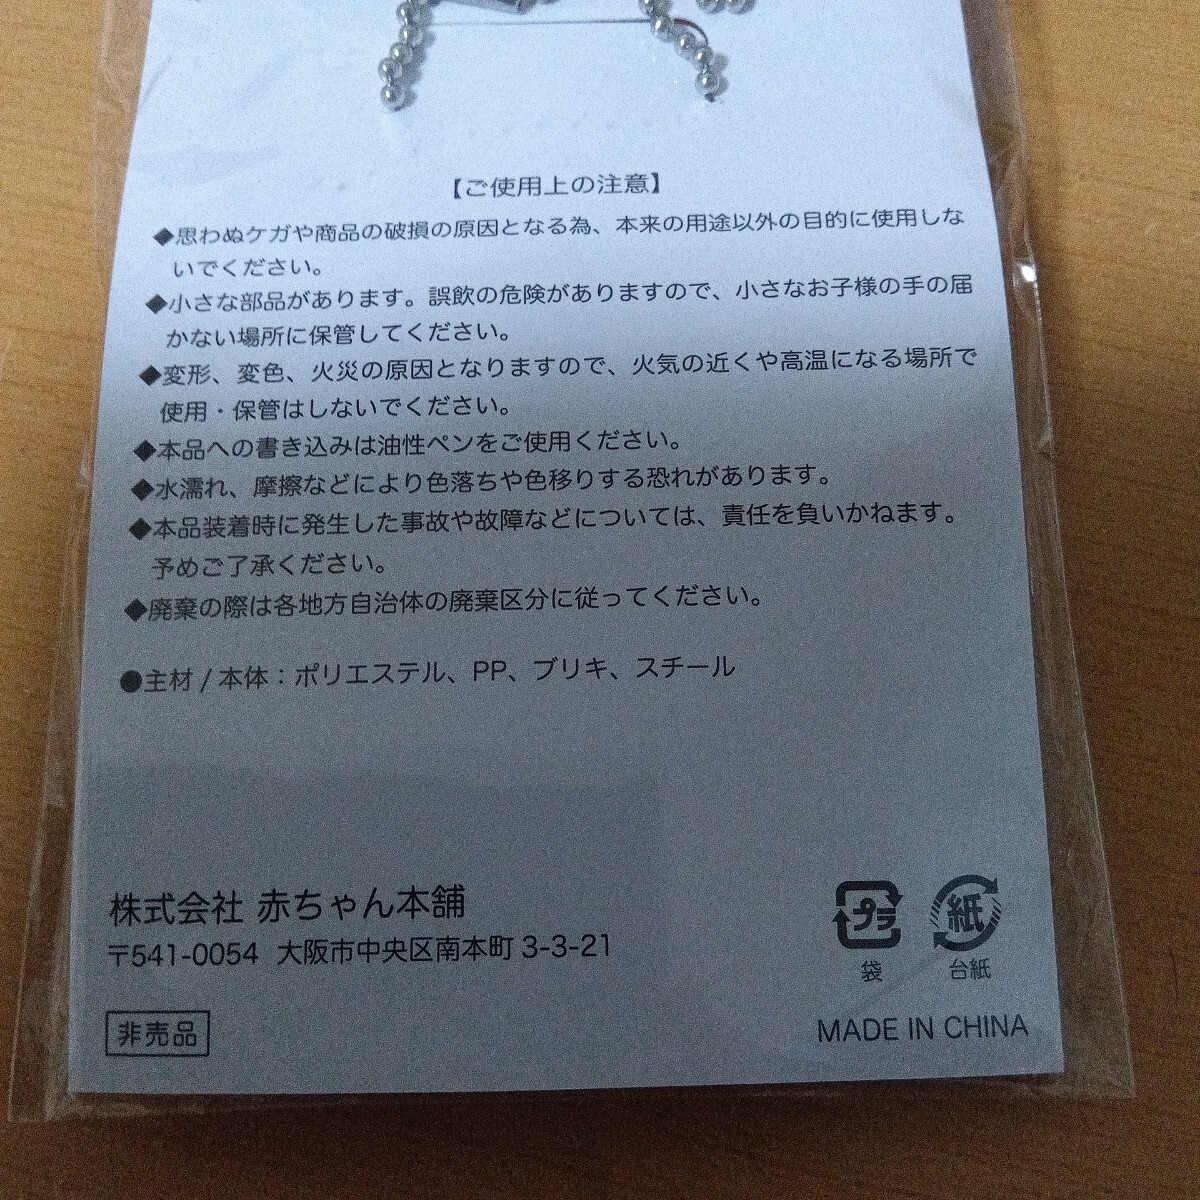 【ご使用上の注意】
◆思わぬケガや商品の破損の原因となる為、本来の用途以外の目的に使用しな
いでください。
◆小さな部品があります。誤飲の危険がありますので、小さなお子様の手の届
かない場所に保管してください。
◆変形、変色、火災の原因となりますので、火気の近くや高温になる場所で
使用・保管はしないでください。
◆本品への書き込みは油性ペンをご使用ください。
◆水濡れ、摩擦などにより色落ちや色移りする恐れがあります。
◆本品装着時に発生した事故や故障などについては、責任を負いかねます。
予めご了承ください。
◆廃棄の際は各地方自治体の廃棄区分に従ってください。
●主材/本体：ポリエステル、PP、ブリキ、スチール
株式会社 赤ちゃん本舗
〒541-0054 大阪市中央区南本町 3-3-21
プラ 紙
袋 台紙
非売品
MADE IN CHINA